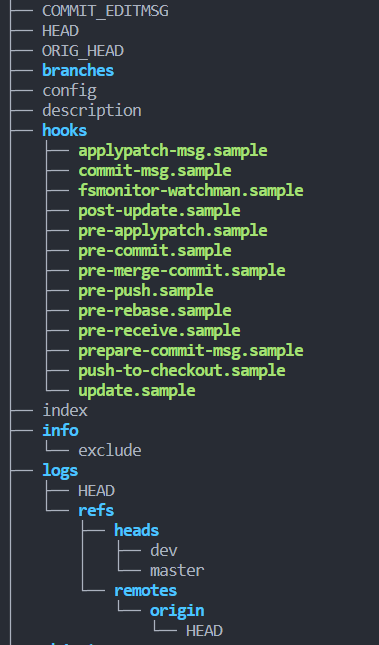 COMMIT_EDITMSG
HEAD
ORIG_HEAD
branches
config
description
hooks
applypatch-msg.sample
commit-msg.sample
fsmonitor-watchman.sample
post-update.sample
pre-applypatch.sample
pre-commit.sample
pre-merge-commit.sample
pre-push.sample
pre-rebase.sample
pre-receive.sample
prepare-commit-msg.sample
push-to-checkout.sample
update.sample
index
info
exclude
logs
HEAD
refs
heads
dev
master
remotes
origin
HEAD